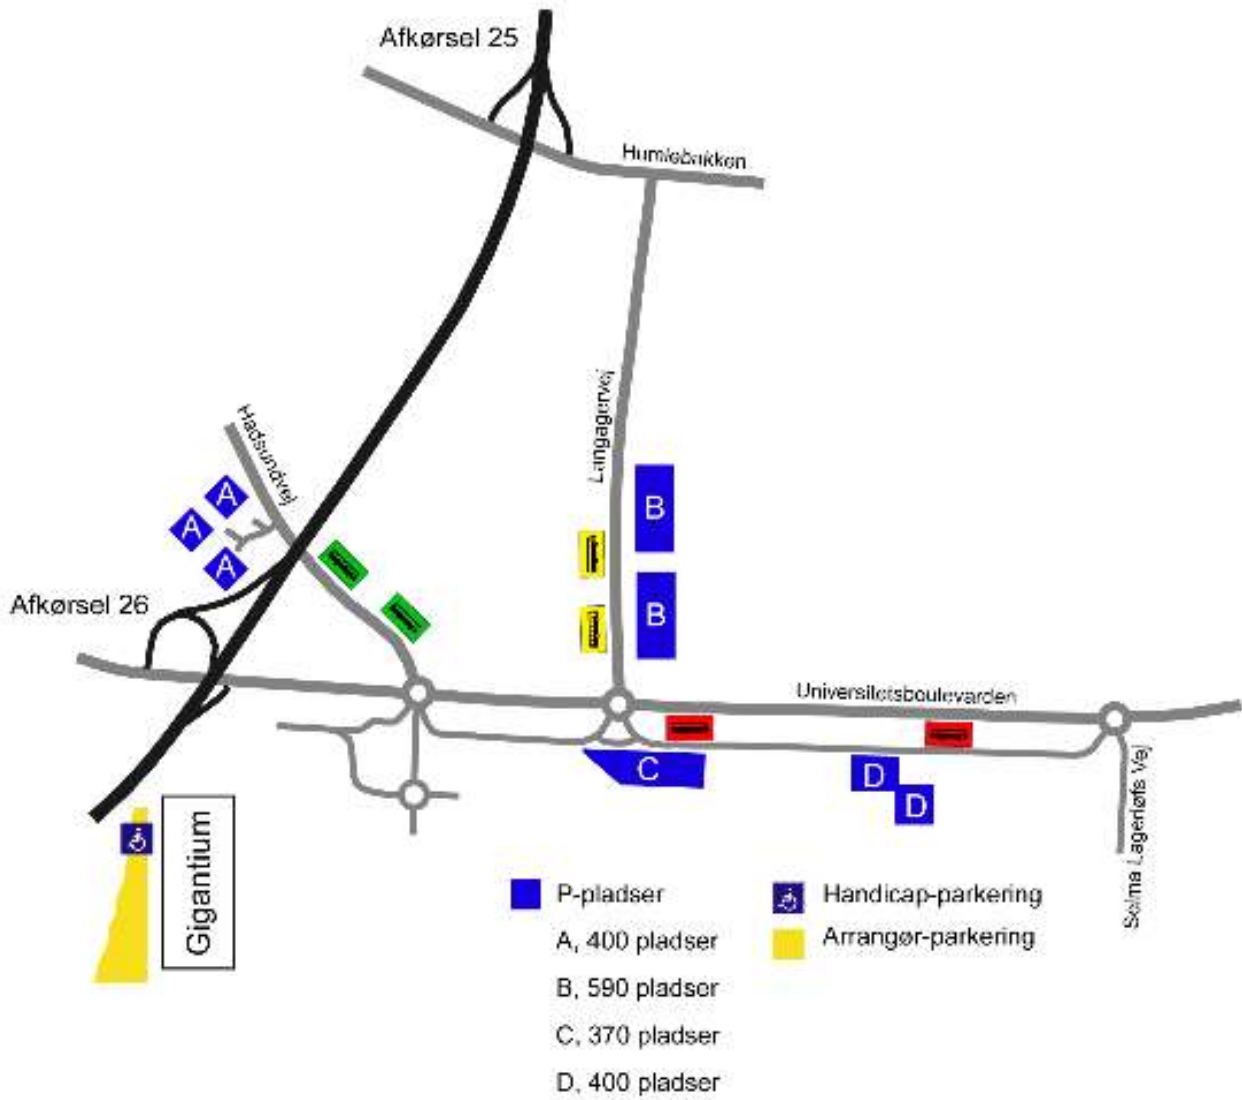 Afkørsel 25
Humlebakken
Langagervej
Hadsundvej
A
A
A
B
B
Afkørsel 26
Universitetsboulevarden
C
D
D
Selma Lagerløfs Vej
Gigantium
P-pladser
A, 400 pladser
B, 590 pladser
C, 370 pladser
D, 400 pladser
Handicap-parkering
Arrangør-parkering